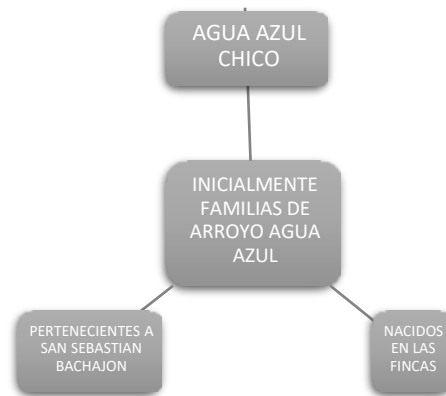 AGUA AZUL
CHICO
INICIALMENTE
FAMILIAS DE
ARROYO AGUA
AZUL
PERTENECIENTES A
SAN SEBASTIAN
BACHAJON
NACIDOS
EN LAS
FINCAS